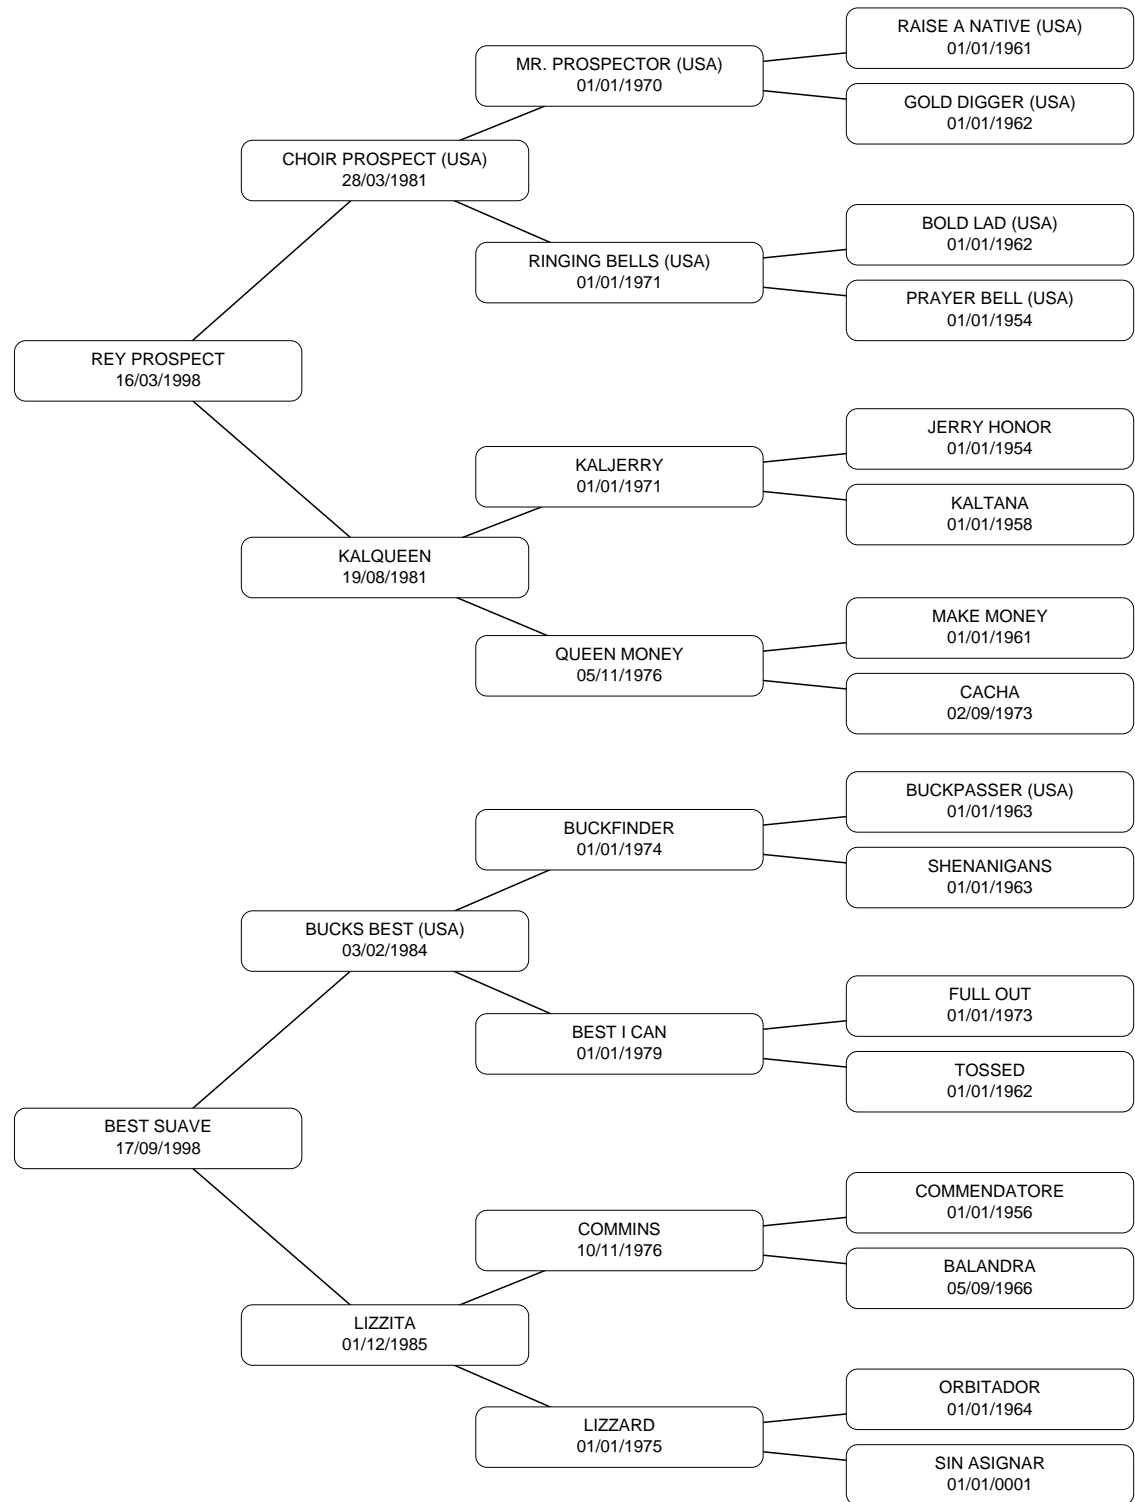 RAISE A NATIVE (USA)
01/01/1961
MR. PROSPECTOR (USA)
01/01/1970
GOLD DIGGER (USA)
01/01/1962
CHOIR PROSPECT (USA)
28/03/1981
BOLD LAD (USA)
01/01/1962
RINGING BELLS (USA)
01/01/1971
PRAYER BELL (USA)
01/01/1954
REY PROSPECT
16/03/1998
JERRY HONOR
01/01/1954
KALJERRY
01/01/1971
KALTANA
01/01/1958
KALQUEEN
19/08/1981
MAKE MONEY
01/01/1961
QUEEN MONEY
05/11/1976
CACHA
02/09/1973
BUCKPASSER (USA)
01/01/1963
BUCKFINDER
01/01/1974
SHENANIGANS
01/01/1963
BUCKS BEST (USA)
03/02/1984
FULL OUT
01/01/1973
BEST I CAN
01/01/1979
TOSSED
01/01/1962
BEST SUAVE
17/09/1998
COMMENDATORE
01/01/1956
COMMINS
10/11/1976
BALANDRA
05/09/1966
LIZZITA
01/12/1985
ORBITADOR
01/01/1964
LIZZARD
01/01/1975
SIN ASIGNAR
01/01/0001